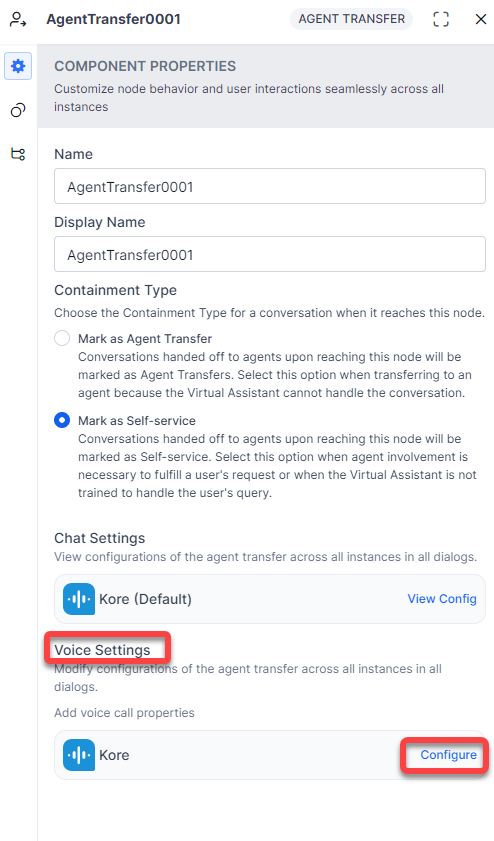 AgentTransfer0001
AGENT TRANSFER
COMPONENT PROPERTIES
Customize node behavior and user interactions seamlessly across all
instances
Name
AgentTransfer0001
Display Name
AgentTransfer0001
Containment Type
Choose the Containment Type for a conversation when it reaches this node.
Mark as Agent Transfer
Conversations handed off to agents upon reaching this node will be
marked as Agent Transfers. Select this option when transferring to an
agent because the Virtual Assistant cannot handle the conversation.
Mark as Self-service
Conversations handed off to agents upon reaching this node will be
marked as Self-service. Select this option when agent involvement is
necessary to fulfill a user's request or when the Virtual Assistant is not
trained to handle the user's query.
Chat Settings
View configurations of the agent transfer across all instances in all dialogs.
Kore (Default)
View Config
Voice Settings
Modify configurations of the agent transfer across all instances in all
dialogs.
Add voice call properties
Kore
Configure